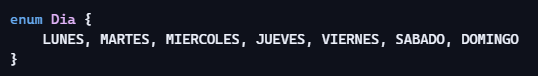 enum Dia {
    LUNES, MARTES, MIERCOLES, JUEVES, VIERNES, SABADO, DOMINGO
}